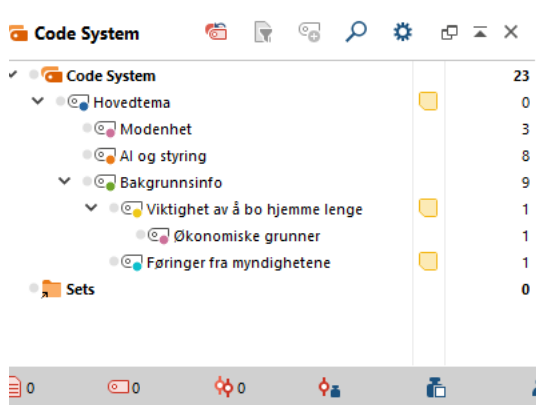 Code System
Code System 23
Hovedtema 0
Modenhet 3
AI og styring 8
Bakgrunnsinfo 9
Viktighet av å bo hjemme lenge 1
Økonomiske grunner 1
Føringer fra myndighetene 1
Sets 0
0 0 0